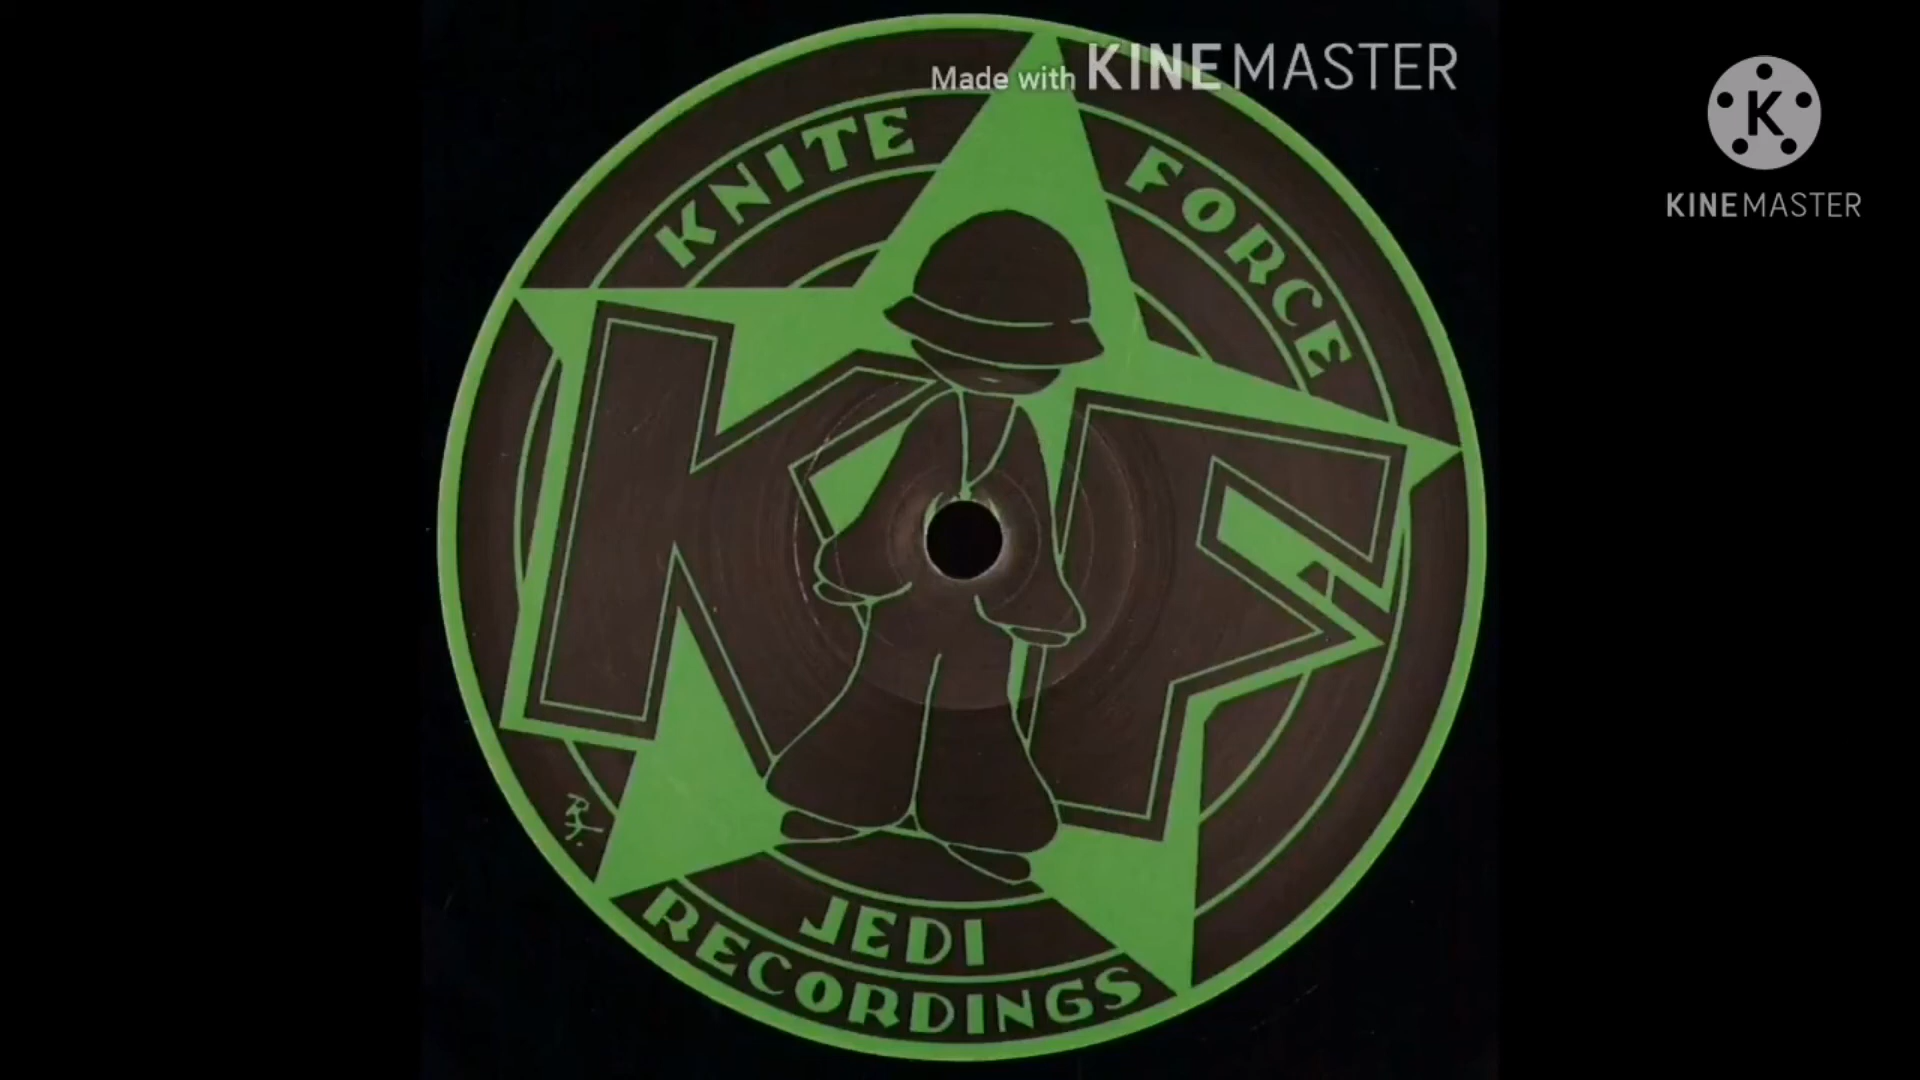 Made with KINEMASTER
K
KINEMASTER
KNITE FORCE
KF
JEDI
RECORDINGS